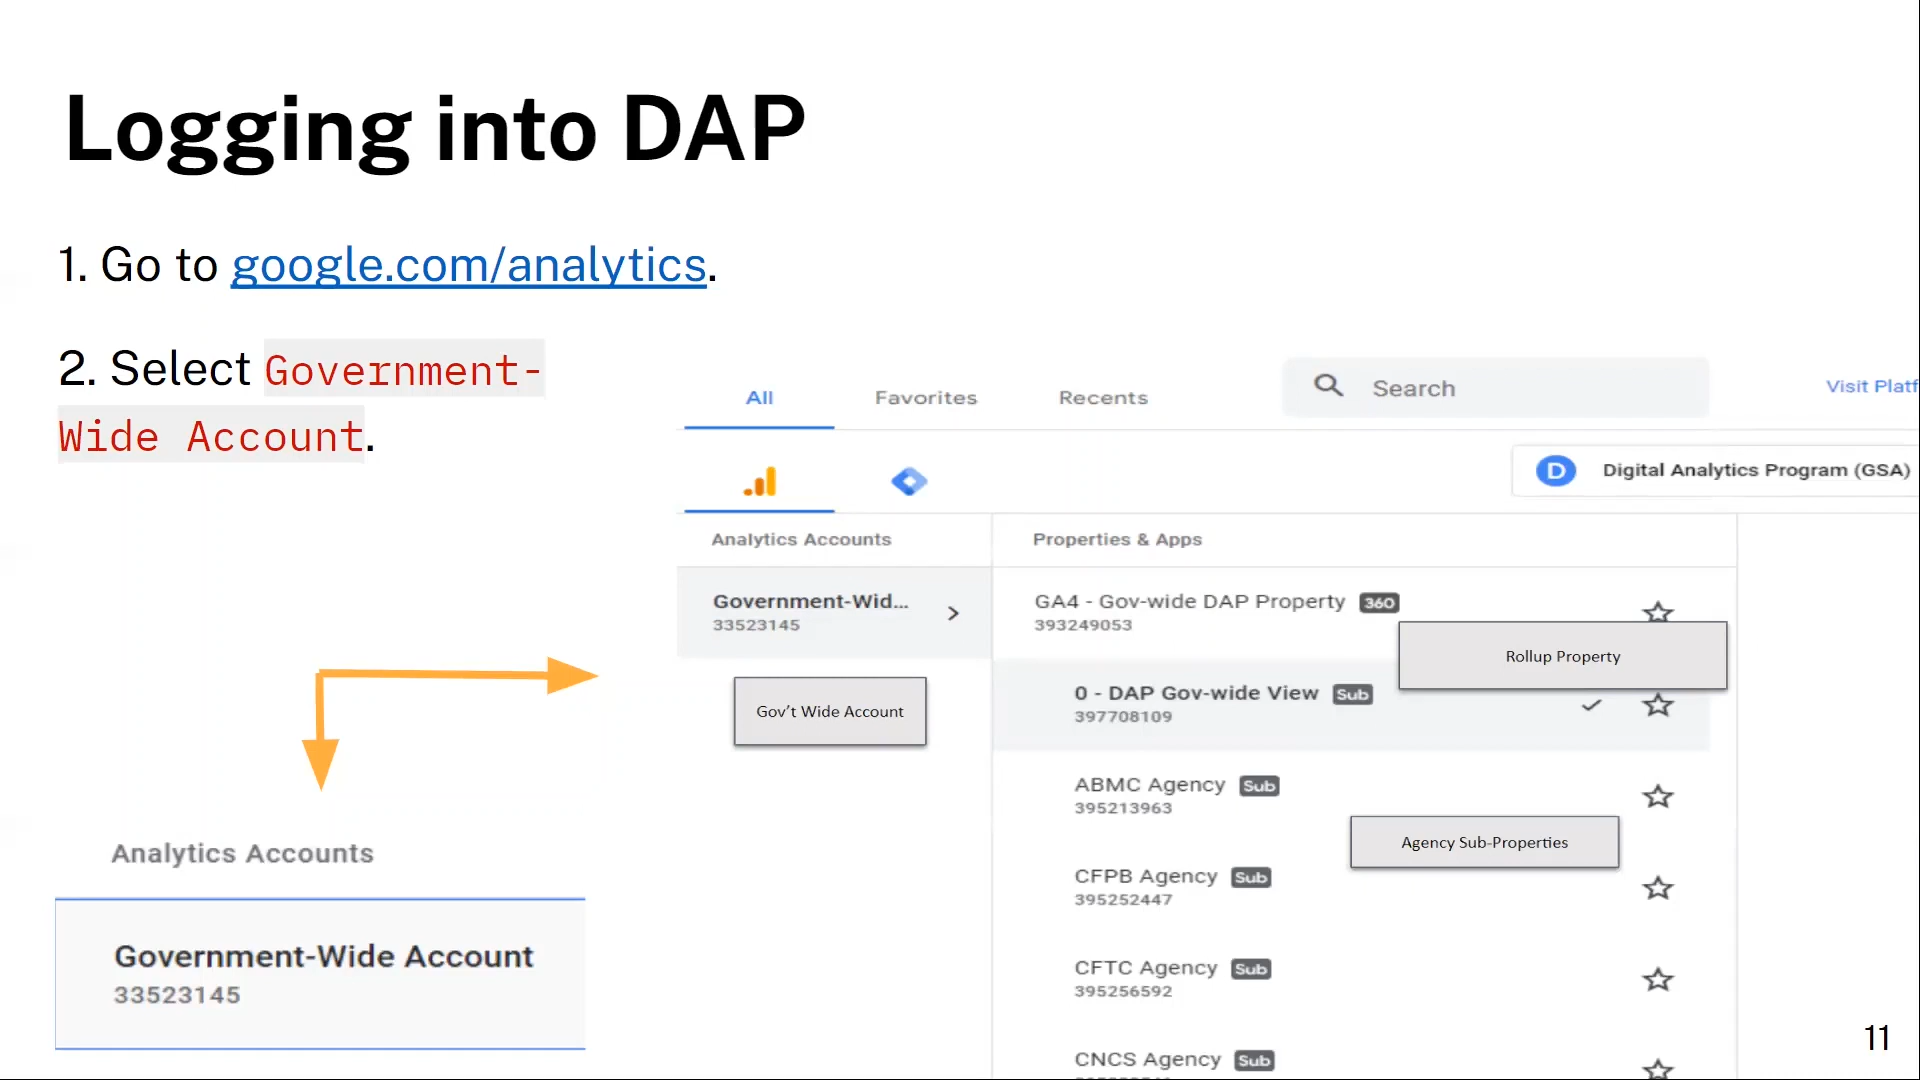 Logging into DAP
1. Go to google.com/analytics.
2. Select Government-
Wide Account.
All Favorites Recents Search Visit Platf
D Digital Analytics Program (GSA)
Analytics Accounts Properties & Apps
Government-Wid...
33523145
GA4 - Gov-wide DAP Property 360
393249053
Rollup Property
Gov't Wide Account
0 - DAP Gov-wide View Sub
397708109
ABMC Agency Sub
395213963
Agency Sub-Properties
CFPB Agency Sub
395252447
CFTC Agency Sub
395256592
CNCS Agency Sub
Analytics Accounts
Government-Wide Account
33523145
11